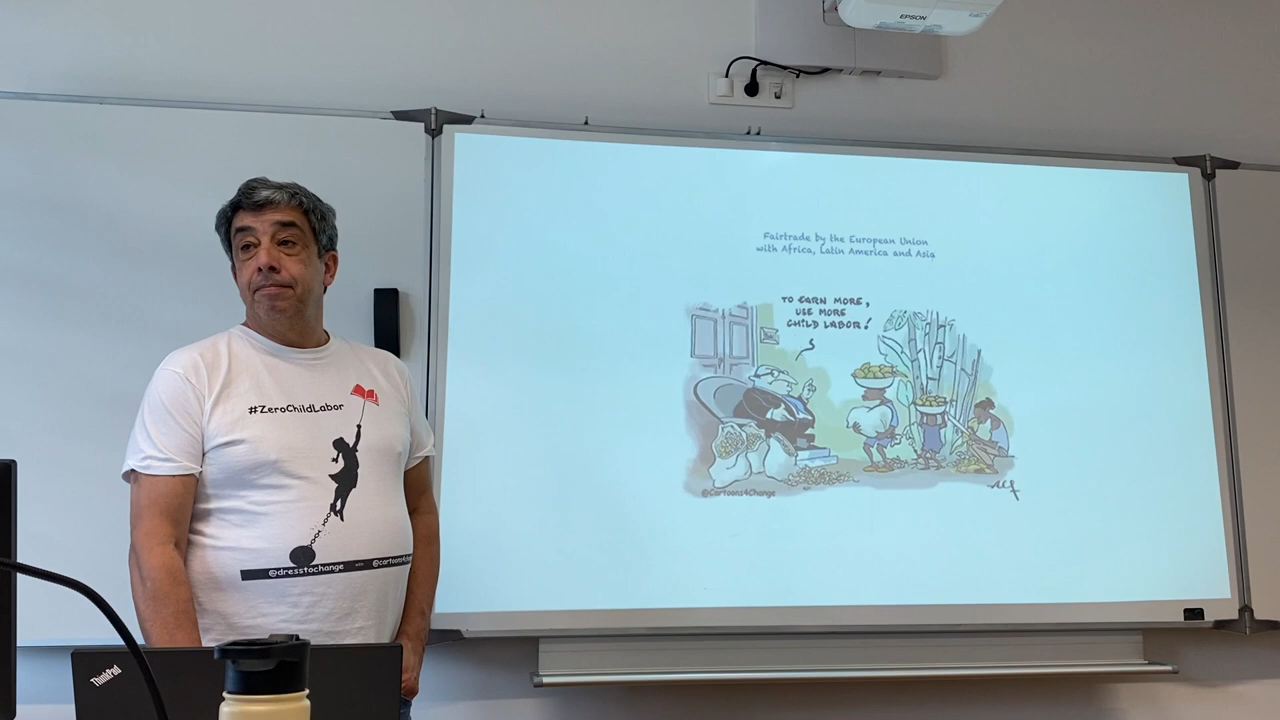 EPSON
Fairtrade by the European Union
with Africa, Latin America and Asia
TO EARN MORE,
USE MORE
CHILD LABOR!
@Cartoons4Change
#ZeroChildLabor
@dresstochange with
ThinkPad